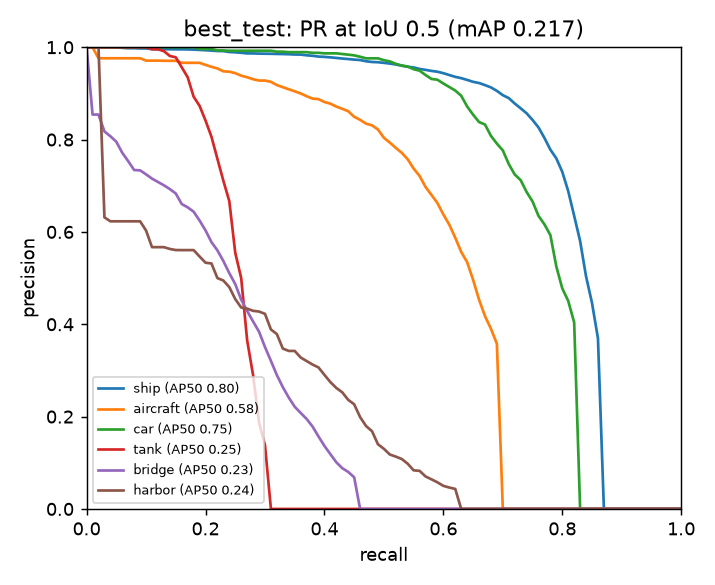 best_test: PR at IoU 0.5 (mAP 0.217)
1.0
0.8
0.6
0.4
0.2
0.0
precision
ship (AP50 0.80)
aircraft (AP50 0.58)
car (AP50 0.75)
tank (AP50 0.25)
bridge (AP50 0.23)
harbor (AP50 0.24)
0.0 0.2 0.4 0.6 0.8 1.0
recall